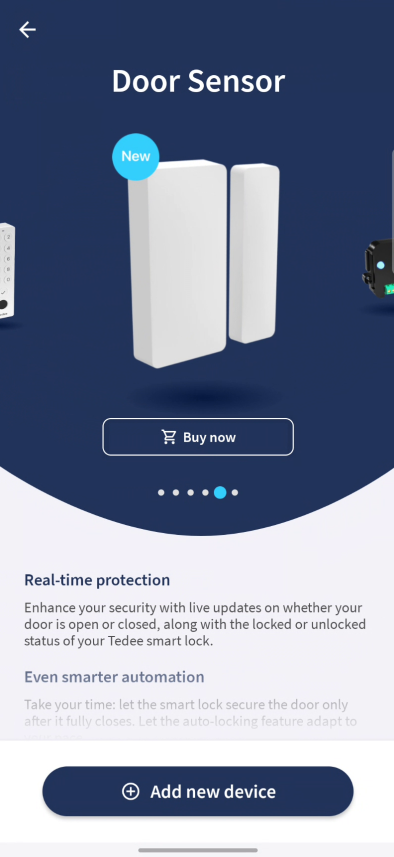 Door Sensor
New
Buy now
Real-time protection
Enhance your security with live updates on whether your
door is open or closed, along with the locked or unlocked
status of your Tedee smart lock.
Even smarter automation
Take your time: let the smart lock secure the door only
after it fully closes. Let the auto-locking feature adapt to
Add new device